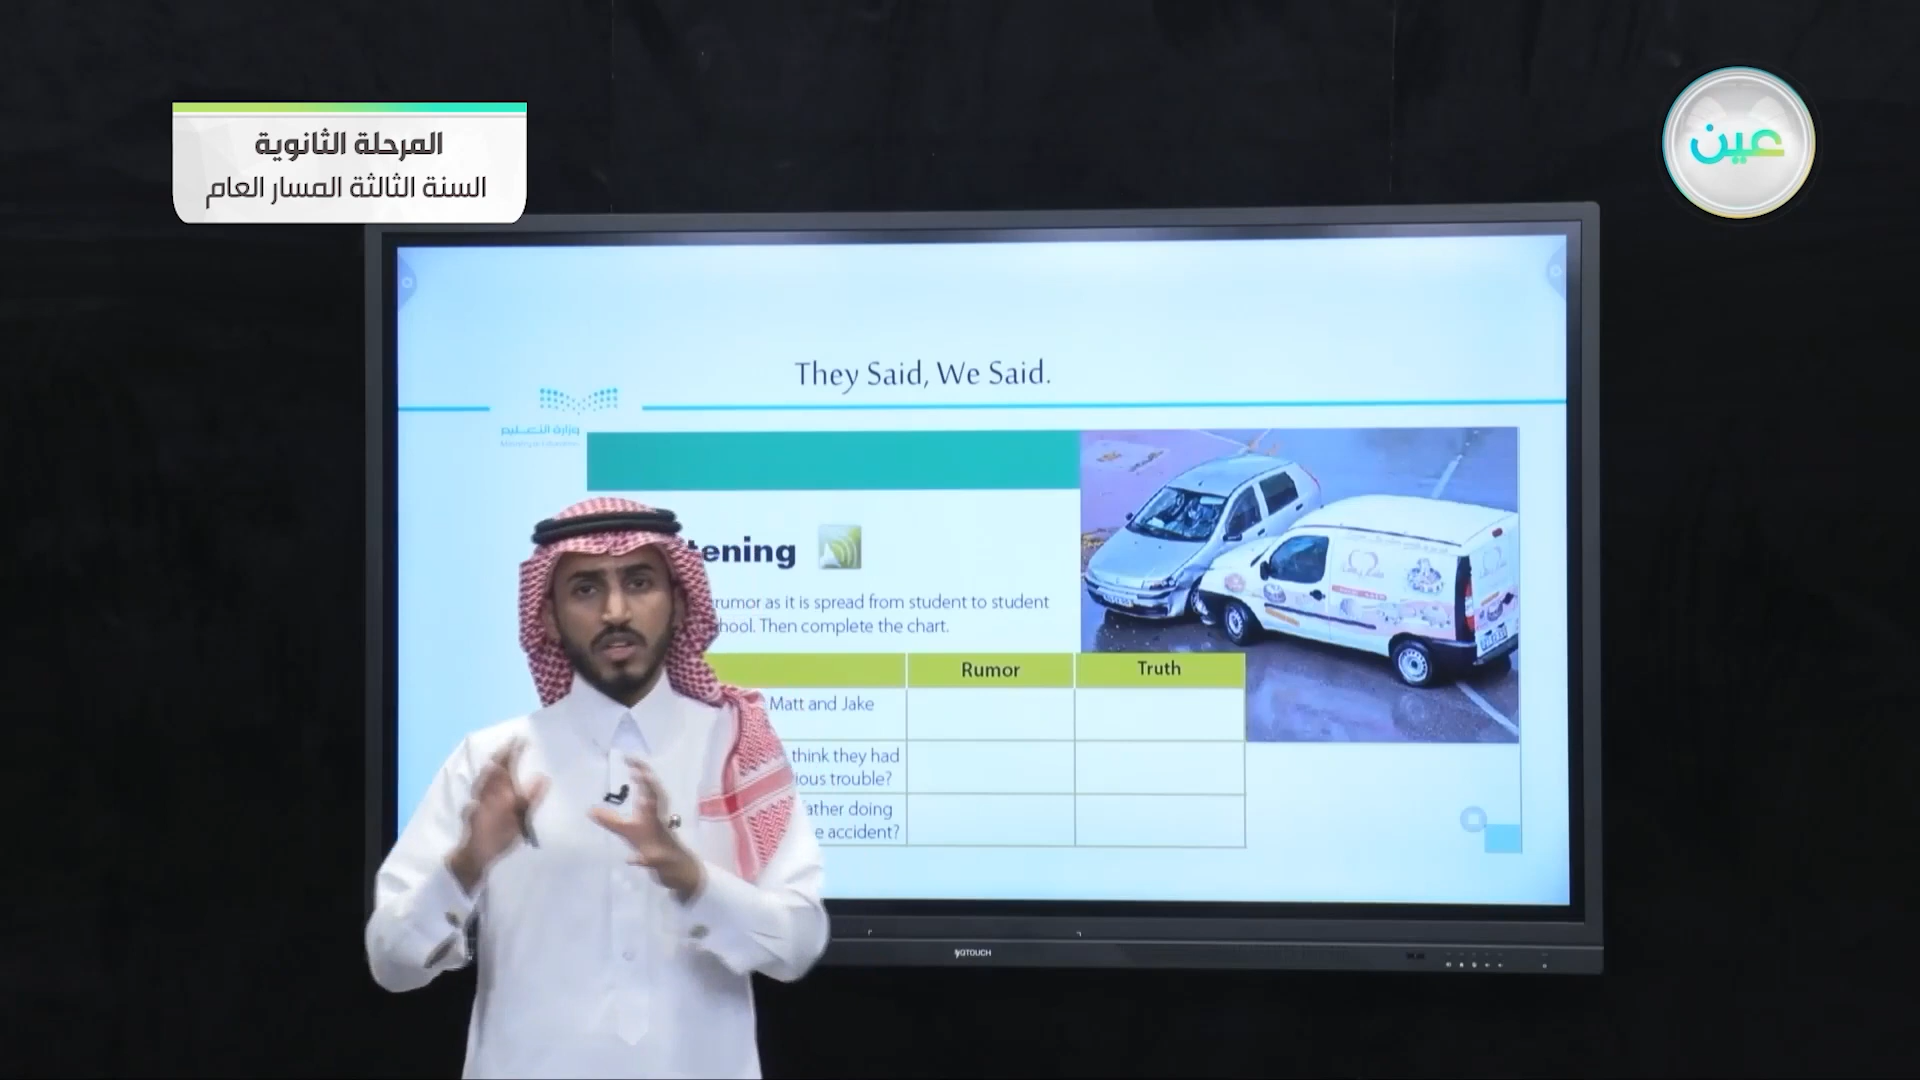 المرحلة الثانوية
السنة الثالثة المسار العام
عين
They Said, We Said.
وزارة التعليم
tening
rumor as it is spread from student to student
hool. Then complete the chart.
Rumor
Truth
Matt and Jake
think they had
ious trouble?
ather doing
e accident?